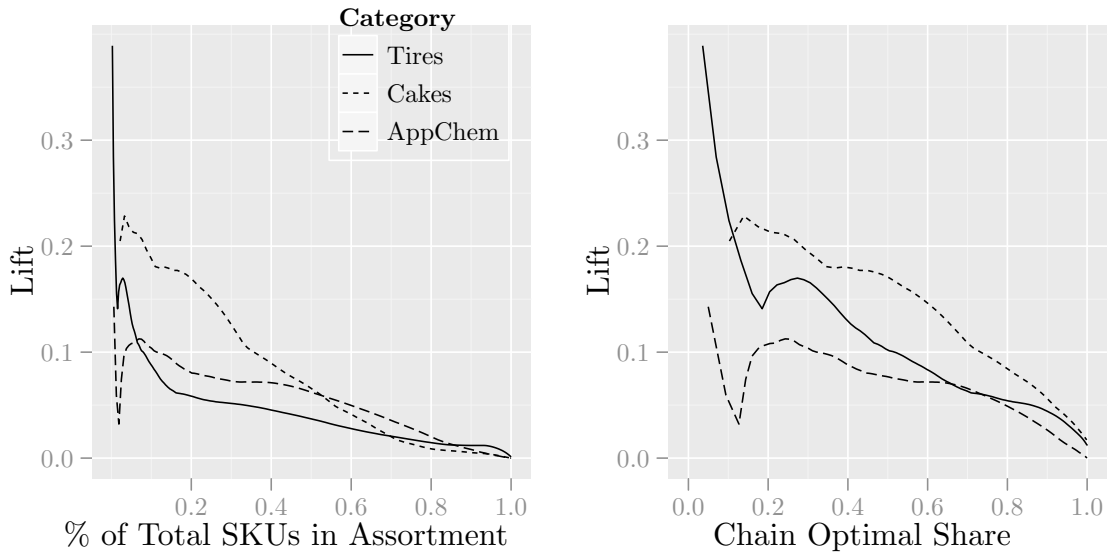 Category
Tires
Cakes
AppChem
Lift
0.3
0.2
0.1
0.0
0.2 0.4 0.6 0.8 1.0
% of Total SKUs in Assortment
Lift
0.3
0.2
0.1
0.0
0.0 0.2 0.4 0.6 0.8 1.0
Chain Optimal Share